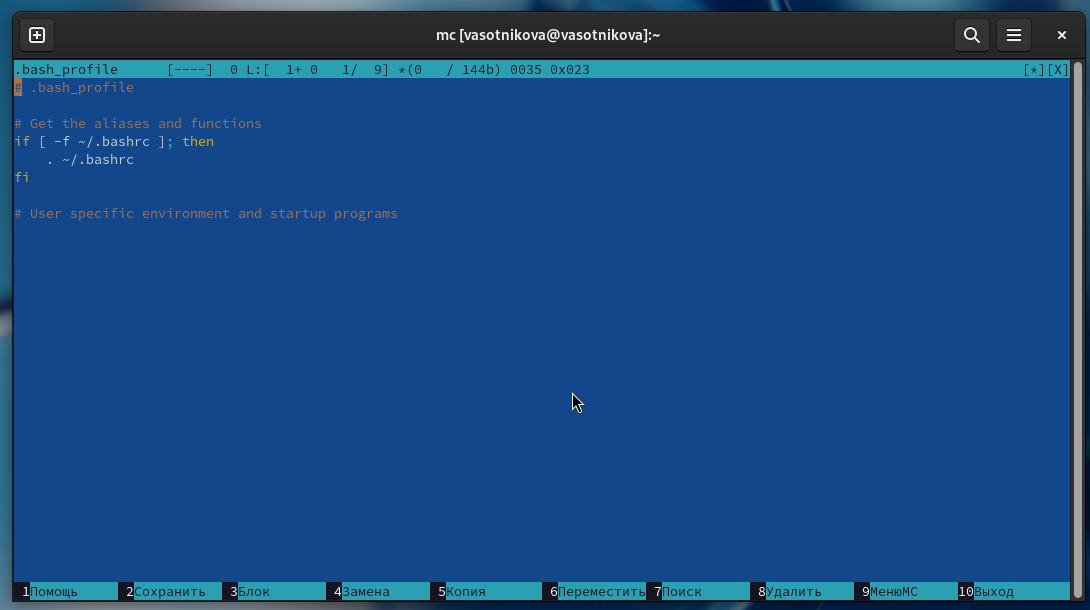 mc [vasotnikova@vasotnikova]:~
.bash_profile      [----]  0 L:[  1+ 0   1/  9] *(0   / 144b) 0035 0x023                                                      [*][X]
# .bash_profile
# Get the aliases and functions
if [ -f ~/.bashrc ]; then
    . ~/.bashrc
fi
# User specific environment and startup programs
1Помощь 2Сохранить 3Блок 4Замена 5Копия 6Переместить 7Поиск 8Удалить 9МенюMC 10Выход